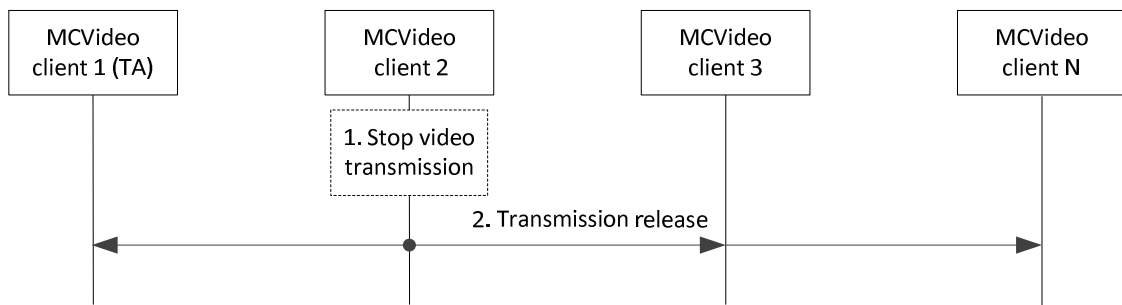 MCVideo
client 1 (TA)
MCVideo
client 2
MCVideo
client 3
MCVideo
client N
1. Stop video
transmission
2. Transmission release